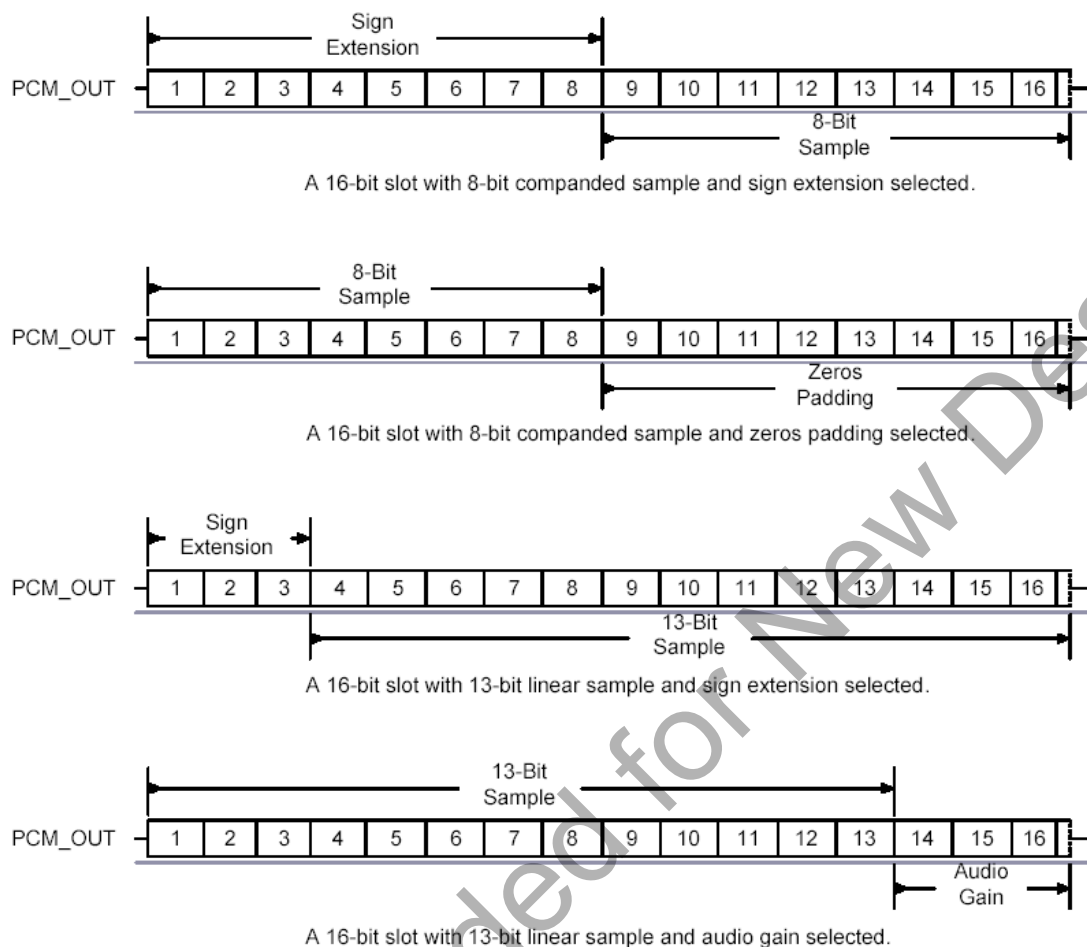 Sign
Extension
PCM_OUT 1 2 3 4 5 6 7 8 9 10 11 12 13 14 15 16
8-Bit
Sample
A 16-bit slot with 8-bit companded sample and sign extension selected.
8-Bit
Sample
PCM_OUT 1 2 3 4 5 6 7 8 9 10 11 12 13 14 15 16
Zeros
Padding
A 16-bit slot with 8-bit companded sample and zeros padding selected.
Sign
Extension
PCM_OUT 1 2 3 4 5 6 7 8 9 10 11 12 13 14 15 16
13-Bit
Sample
A 16-bit slot with 13-bit linear sample and sign extension selected.
13-Bit
Sample
PCM_OUT 1 2 3 4 5 6 7 8 9 10 11 12 13 14 15 16
Audio
Gain
A 16-bit slot with 13-bit linear sample and audio gain selected.
for New